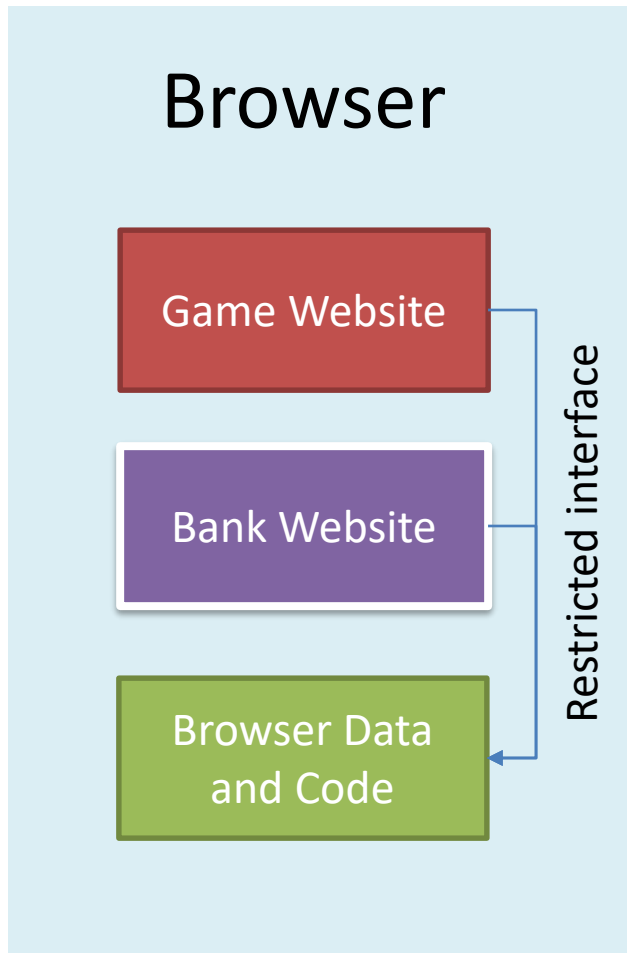 Browser
Game Website
Bank Website
Browser Data
and Code
Restricted interface